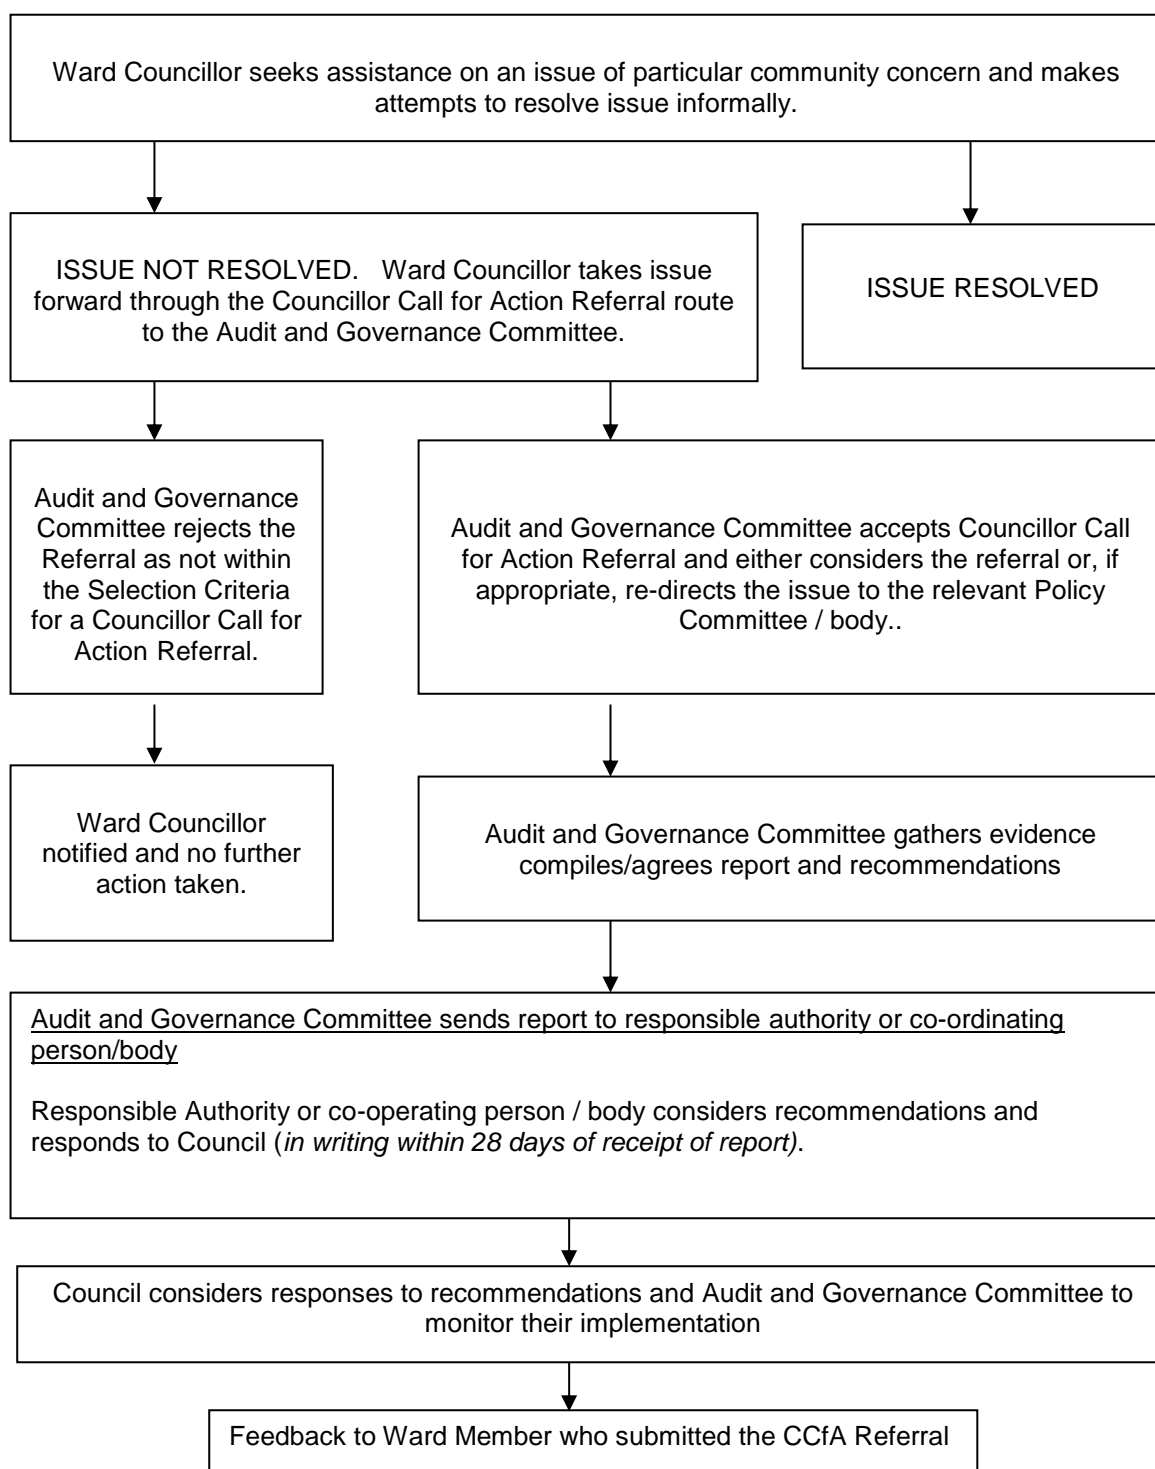 Ward Councillor seeks assistance on an issue of particular community concern and makes
attempts to resolve issue informally.
ISSUE NOT RESOLVED.   Ward Councillor takes issue
forward through the Councillor Call for Action Referral route
to the Audit and Governance Committee.
ISSUE RESOLVED
Audit and Governance
Committee rejects the
Referral as not within
the Selection Criteria
for a Councillor Call for
Action Referral.
Audit and Governance Committee accepts Councillor Call
for Action Referral and either considers the referral or, if
appropriate, re-directs the issue to the relevant Policy
Committee / body..
Ward Councillor
notified and no further
action taken.
Audit and Governance Committee gathers evidence
compiles/agrees report and recommendations
Audit and Governance Committee sends report to responsible authority or co-ordinating
person/body
Responsible Authority or co-operating person / body considers recommendations and
responds to Council (in writing within 28 days of receipt of report).
Council considers responses to recommendations and Audit and Governance Committee to
monitor their implementation
Feedback to Ward Member who submitted the CCfA Referral